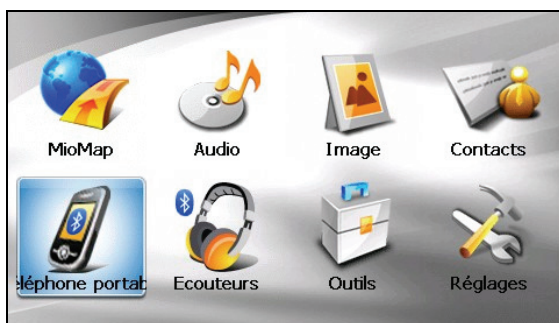 MioMap
Audio
Image
Contacts
éléphone portab
Ecouteurs
Outils
Réglages